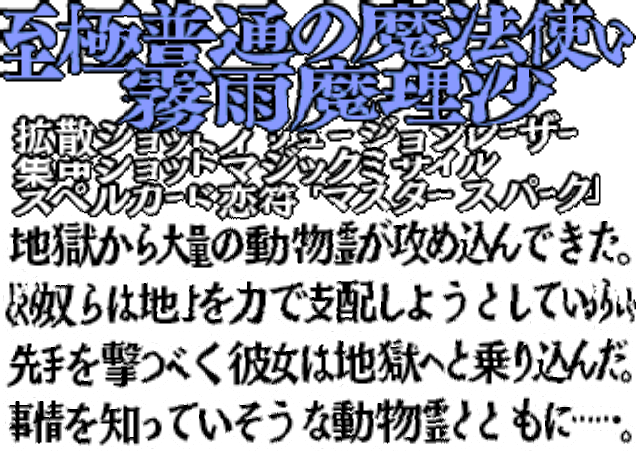 至極普通の魔法使い
霧雨魔理沙
拡散ショットイリュージョンレーザー
集中ショットマジックミサイル
スペルカード恋符「マスタースパーク」
地獄から大量の動物霊が攻め込んできた。
奴らは地上を力で支配しようとしているらしい
先手を撃つべく彼女は地獄へと乗り込んだ。
事情を知っていそうな動物霊とともに……。